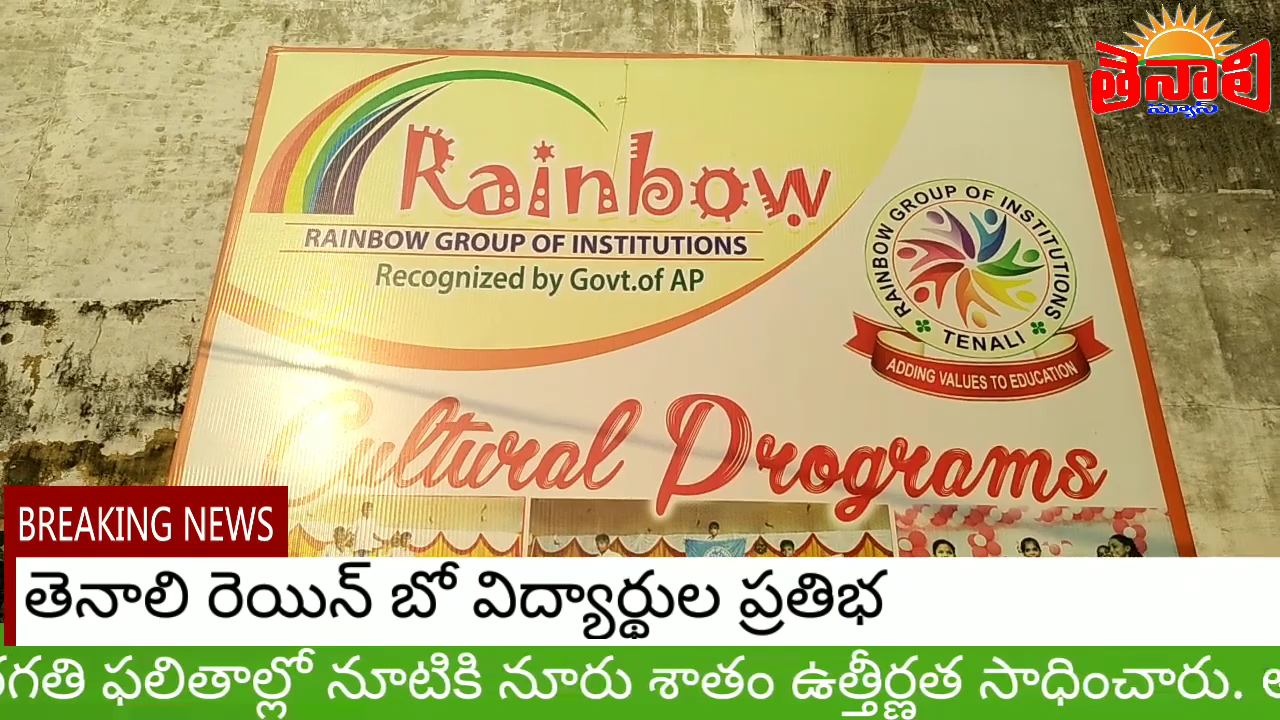 తెనాలి
న్యూస్
Rainbow
RAINBOW GROUP OF INSTITUTIONS
Recognized by Govt.of AP
RAINBOW GROUP OF INSTITUTIONS
TENALI
ADDING VALUES TO EDUCATION
Cultural Programs
BREAKING NEWS
తెనాలి రెయిన్ బో విద్యార్థుల ప్రతిభ
ఫలితాల్లో నూటికి నూరు శాతం ఉత్తీర్ణత సాధించారు.